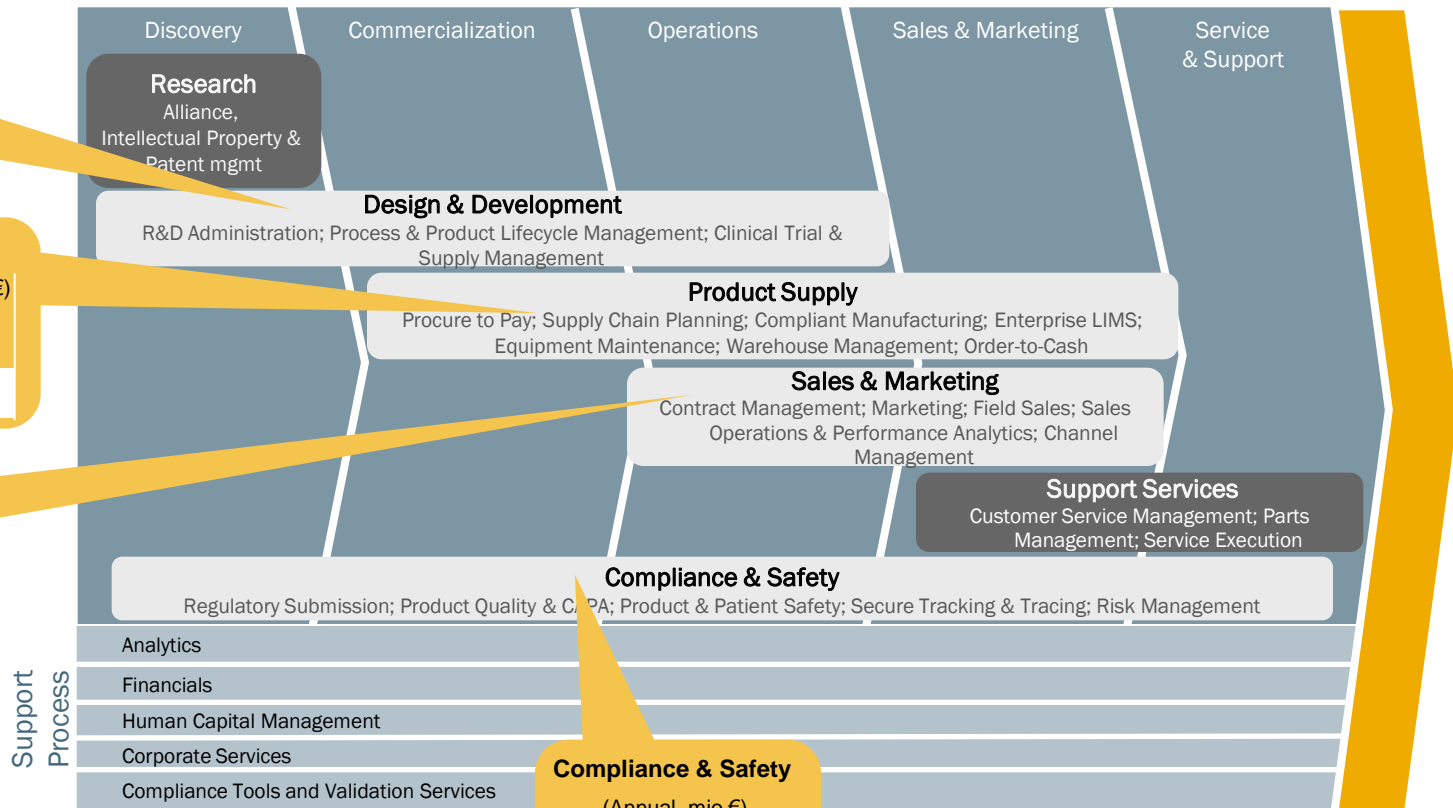 Discovery
Commercialization
Operations
Sales & Marketing
Service
& Support
Research
Alliance,
Intellectual Property &
Patent mgmt
Design & Development
R&D Administration; Process & Product Lifecycle Management; Clinical Trial &
Supply Management
€)
Product Supply
Procure to Pay; Supply Chain Planning; Compliant Manufacturing; Enterprise LIMS;
Equipment Maintenance; Warehouse Management; Order-to-Cash
Sales & Marketing
Contract Management; Marketing; Field Sales; Sales
Operations & Performance Analytics; Channel
Management
Support Services
Customer Service Management; Parts
Management; Service Execution
Compliance & Safety
Regulatory Submission; Product Quality & CAPA; Product & Patient Safety; Secure Tracking & Tracing; Risk Management
Support
Process
Analytics
Financials
Human Capital Management
Corporate Services
Compliance Tools and Validation Services
Compliance & Safety
(Annual, mio €)